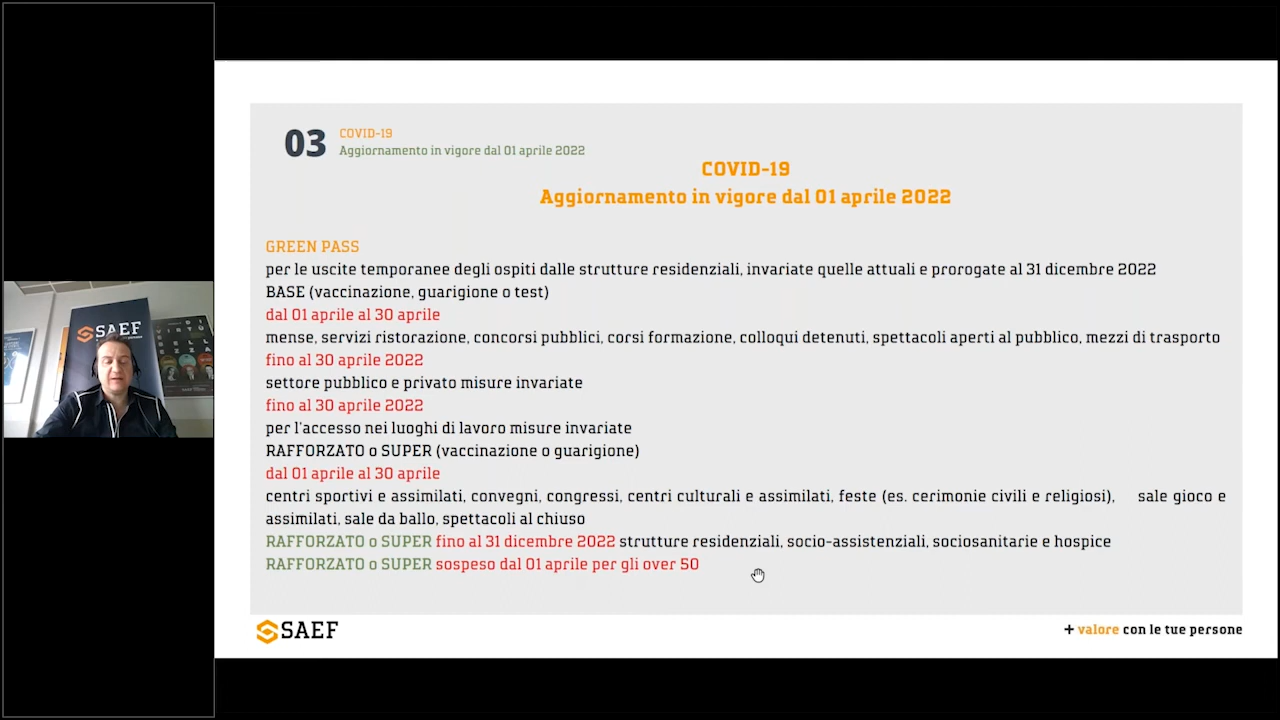 03
COVID-19
Aggiornamento in vigore dal 01 aprile 2022
COVID-19
Aggiornamento in vigore dal 01 aprile 2022
GREEN PASS
per le uscite temporanee degli ospiti dalle strutture residenziali, invariate quelle attuali e prorogate al 31 dicembre 2022
BASE (vaccinazione, guarigione o test)
dal 01 aprile al 30 aprile
mense, servizi ristorazione, concorsi pubblici, corsi formazione, colloqui detenuti, spettacoli aperti al pubblico, mezzi di trasporto
fino al 30 aprile 2022
settore pubblico e privato misure invariate
fino al 30 aprile 2022
per l'accesso nei luoghi di lavoro misure invariate
RAFFORZATO o SUPER (vaccinazione o guarigione)
dal 01 aprile al 30 aprile
centri sportivi e assimilati, convegni, congressi, centri culturali e assimilati, feste (es. cerimonie civili e religiosi), sale gioco e
assimilati, sale da ballo, spettacoli al chiuso
RAFFORZATO o SUPER fino al 31 dicembre 2022 strutture residenziali, socio-assistenziali, sociosanitarie e hospice
RAFFORZATO o SUPER sospeso dal 01 aprile per gli over 50
SAEF
+ valore con le tue persone
SAEF